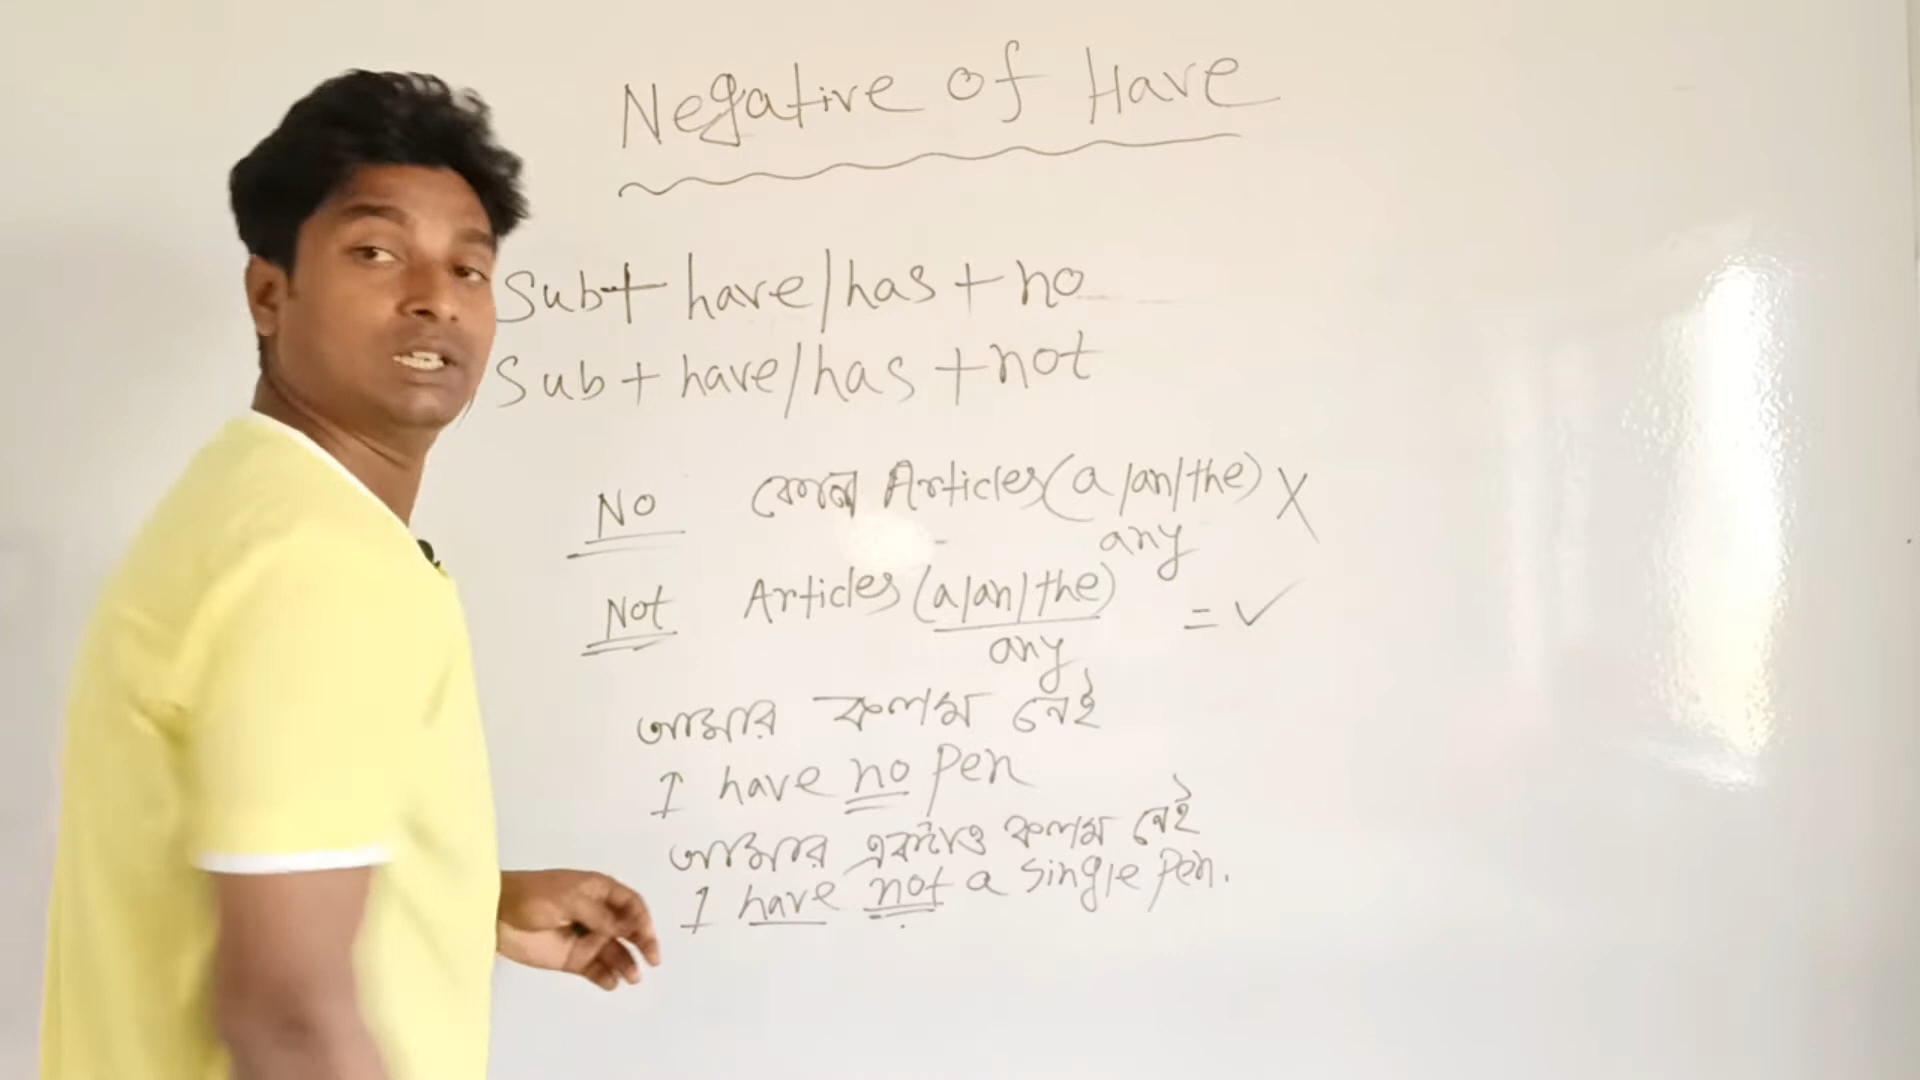 Negative of Have
Sub + have/has + no
Sub + have/has + not
No কোনো Articles (a/an/the) X
any
Not Articles (a/an/the) = ✓
any
আমার কলম নেই
I have no pen
আমার একটাও কলম নেই
I have not a single pen.